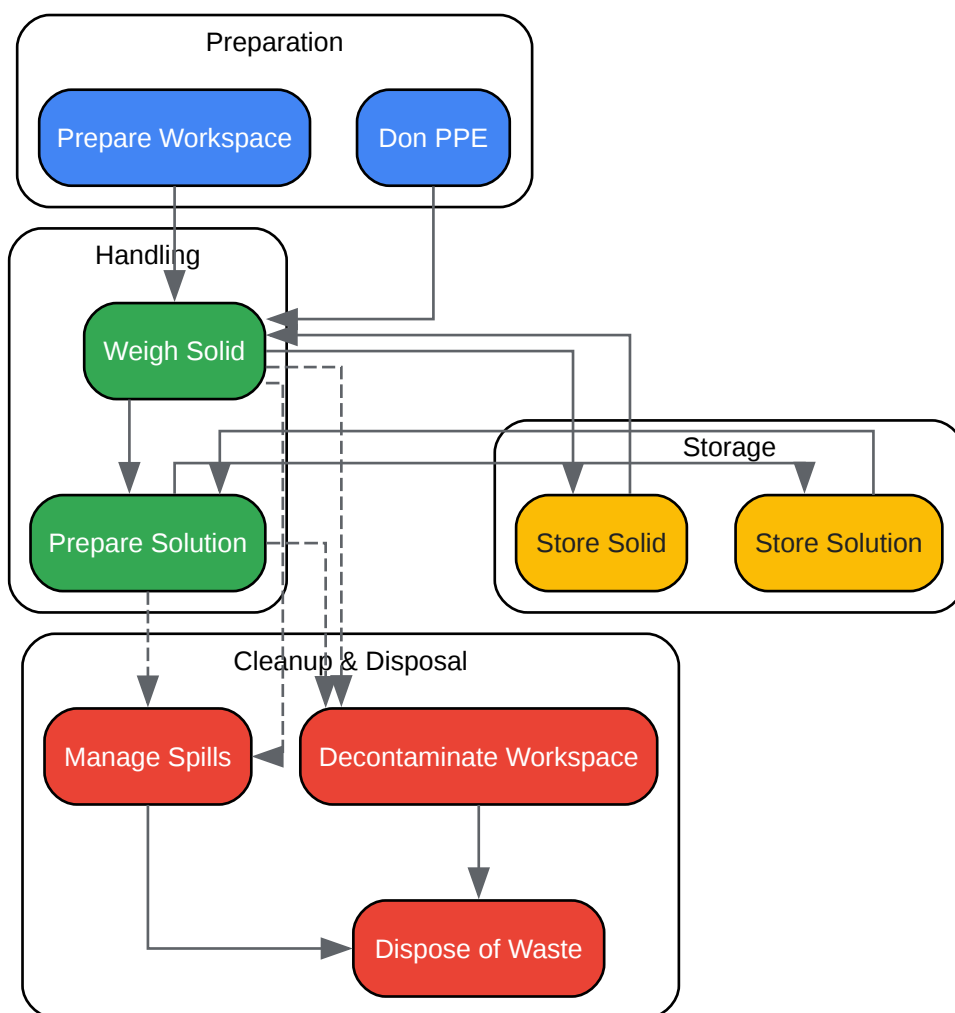 Preparation
Prepare Workspace
Don PPE
Handling
Weigh Solid
Storage
Prepare Solution
Store Solid
Store Solution
Cleanup & Disposal
Manage Spills
Decontaminate Workspace
Dispose of Waste